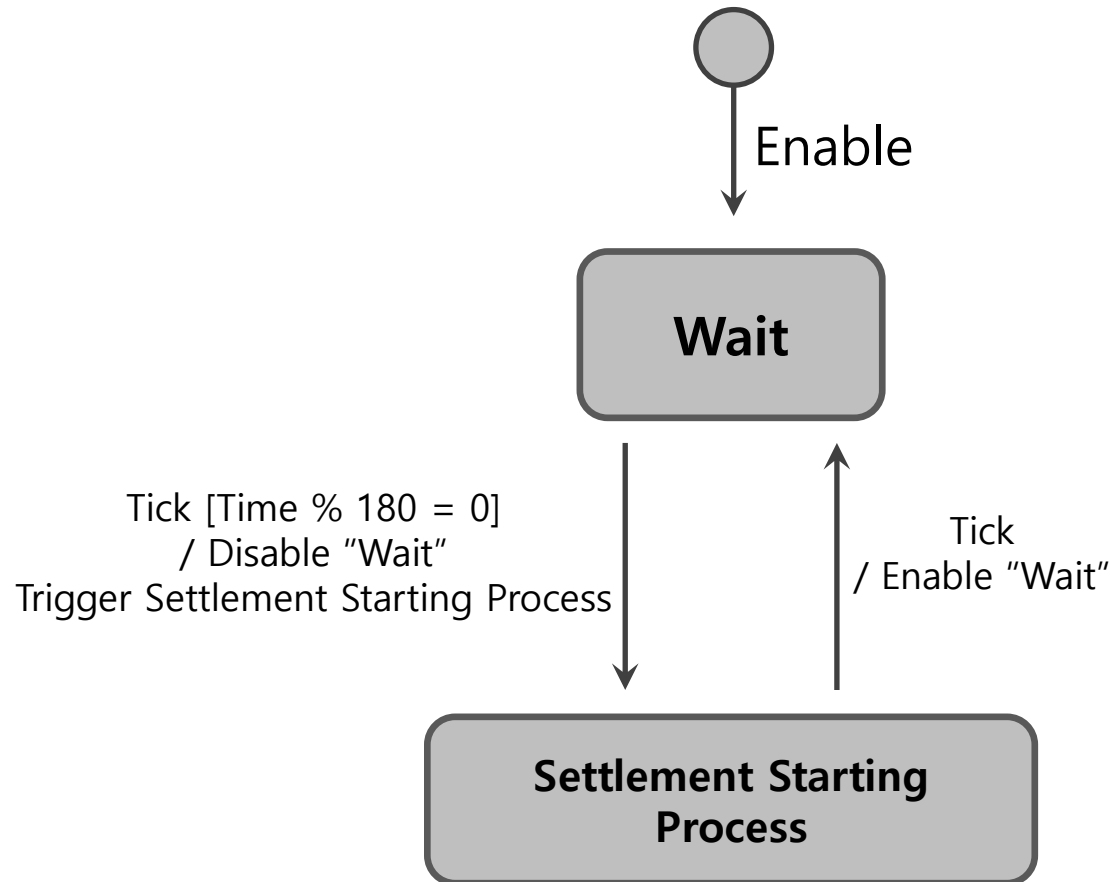 Enable
Wait
Tick [Time % 180 = 0]
/ Disable "Wait"
Trigger Settlement Starting Process
Tick
/ Enable "Wait"
Settlement Starting
Process